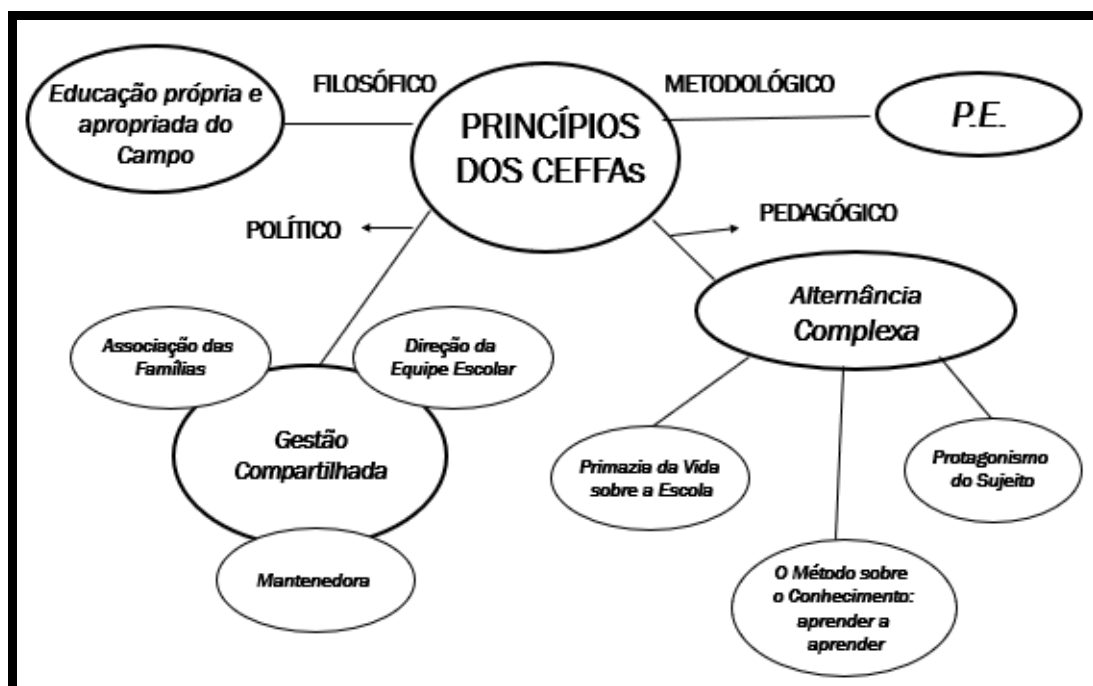 PRINCÍPIOS
DOS CEFFAs
FILOSÓFICO
Educação própria e
apropriada do
Campo
METODOLÓGICO
P.E.
POLÍTICO
Associação das
Famílias
Direção da
Equipe Escolar
Gestão
Compartilhada
Mantenedora
PEDAGÓGICO
Alternância
Complexa
Primazia da Vida
sobre a Escola
O Método sobre
o Conhecimento:
aprender a
aprender
Protagonismo
do Sujeito